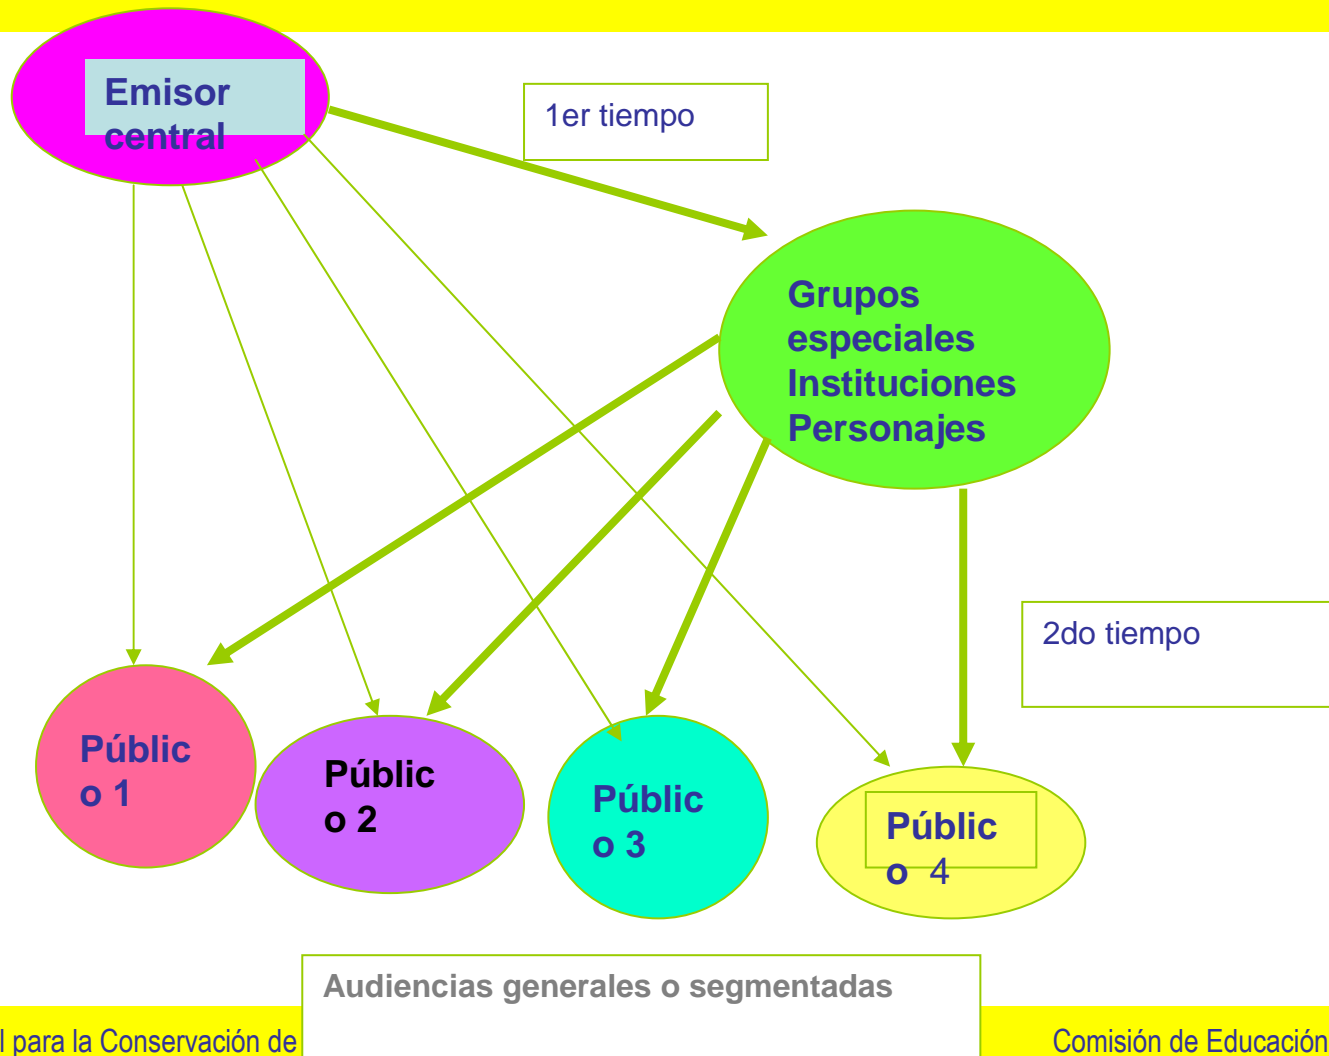 Emisor
central
1er tiempo
Grupos
especiales
Instituciones
Personajes
2do tiempo
Públic
o 1
Públic
o 2
Públic
o 3
Públic
o 4
Audiencias generales o segmentadas
l para la Conservación de
Comisión de Educación